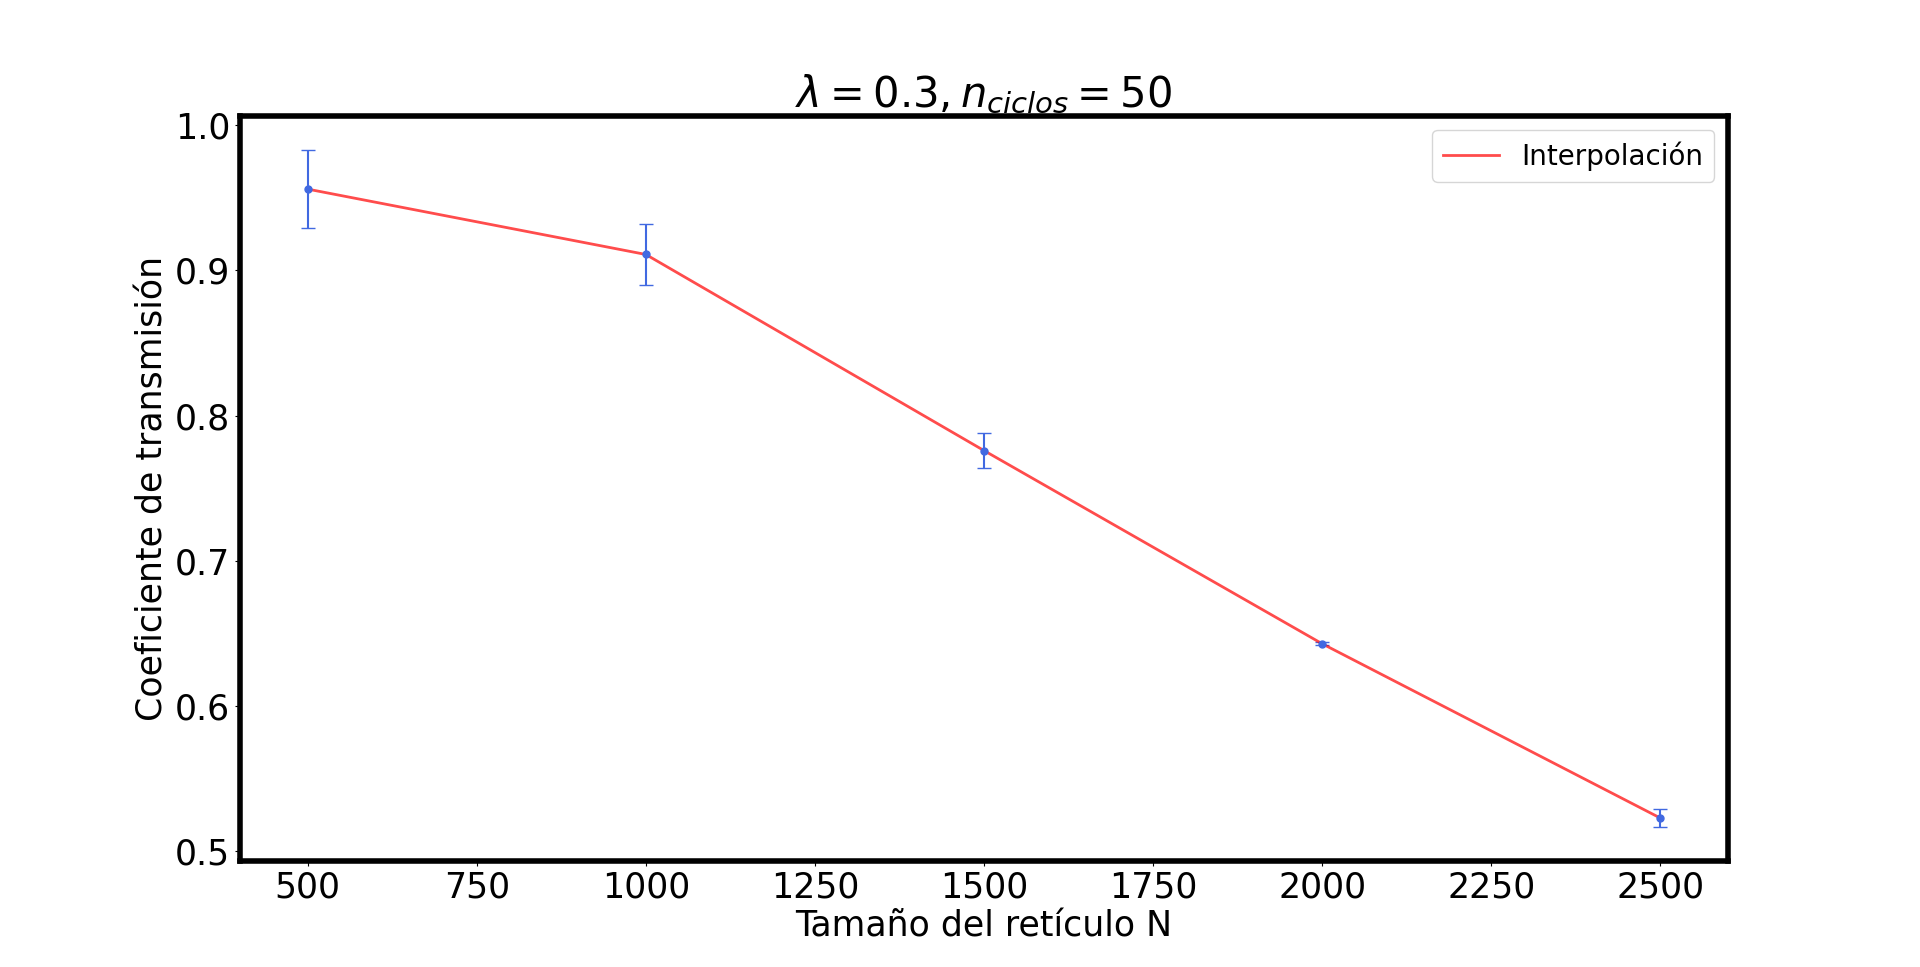 λ = 0.3, n_ciclos = 50
Interpolación
Coeficiente de transmisión
1.0
0.9
0.8
0.7
0.6
0.5
500 750 1000 1250 1500 1750 2000 2250 2500
Tamaño del retículo N